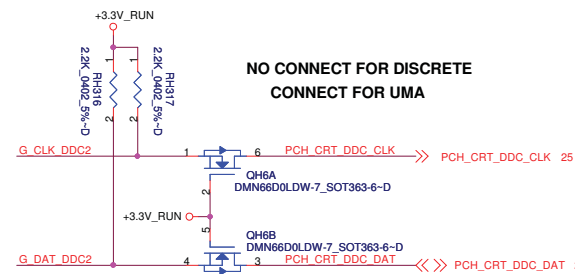 +3.3V_RUN
NO CONNECT FOR DISCRETE
CONNECT FOR UMA
1
1
RH316
2.2K_0402_5%~D
RH317
2.2K_0402_5%~D
2
2
G_CLK_DDC2
1
6
PCH_CRT_DDC_CLK
PCH_CRT_DDC_CLK 25
QH6A
DMN66D0LDW-7_SOT363-6~D
2
+3.3V_RUN
5
QH6B
DMN66D0LDW-7_SOT363-6~D
G_DAT_DDC2
4
3
PCH_CRT_DDC_DAT
PCH_CRT_DDC_DAT